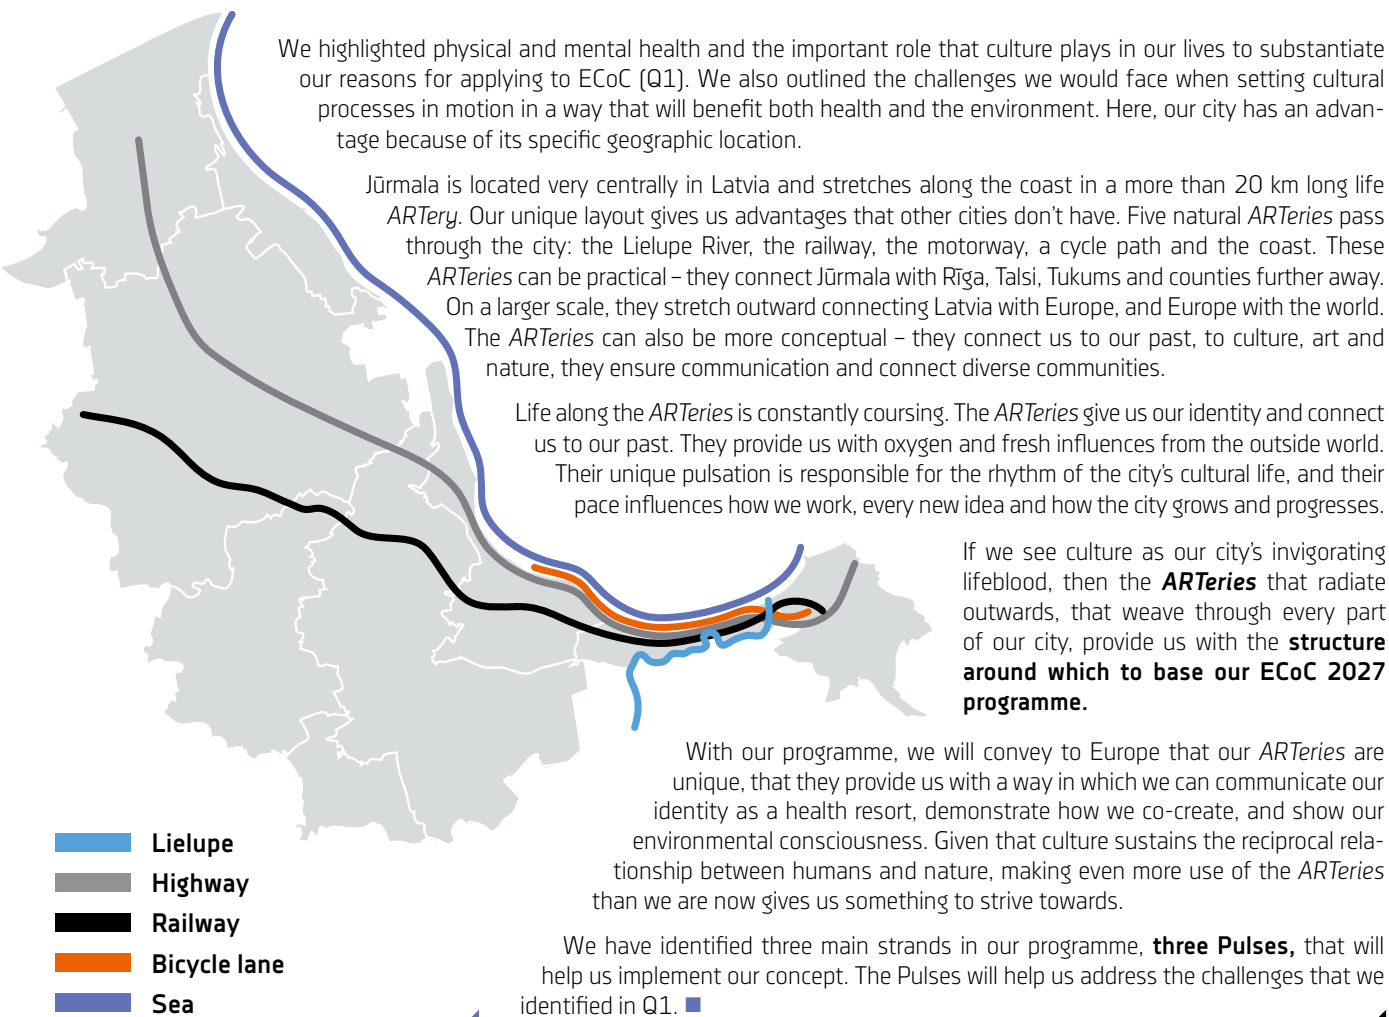 We highlighted physical and mental health and the important role that culture plays in our lives to substantiate
our reasons for applying to ECoC (Q1). We also outlined the challenges we would face when setting cultural
processes in motion in a way that will benefit both health and the environment. Here, our city has an advan-
tage because of its specific geographic location.
Jūrmala is located very centrally in Latvia and stretches along the coast in a more than 20 km long life
ARTery. Our unique layout gives us advantages that other cities don't have. Five natural ARTeries pass
through the city: the Lielupe River, the railway, the motorway, a cycle path and the coast. These
ARTeries can be practical – they connect Jūrmala with Rīga, Talsi, Tukums and counties further away.
On a larger scale, they stretch outward connecting Latvia with Europe, and Europe with the world.
The ARTeries can also be more conceptual – they connect us to our past, to culture, art and
nature, they ensure communication and connect diverse communities.
Life along the ARTeries is constantly coursing. The ARTeries give us our identity and connect
us to our past. They provide us with oxygen and fresh influences from the outside world.
Their unique pulsation is responsible for the rhythm of the city's cultural life, and their
pace influences how we work, every new idea and how the city grows and progresses.
If we see culture as our city's invigorating
lifeblood, then the ARTeries that radiate
outwards, that weave through every part
of our city, provide us with the structure
around which to base our ECoC 2027
programme.
With our programme, we will convey to Europe that our ARTeries are
unique, that they provide us with a way in which we can communicate our
identity as a health resort, demonstrate how we co-create, and show our
environmental consciousness. Given that culture sustains the reciprocal rela-
tionship between humans and nature, making even more use of the ARTeries
than we are now gives us something to strive towards.
We have identified three main strands in our programme, three Pulses, that will
help us implement our concept. The Pulses will help us address the challenges that we
identified in Q1.
Lielupe
Highway
Railway
Bicycle lane
Sea